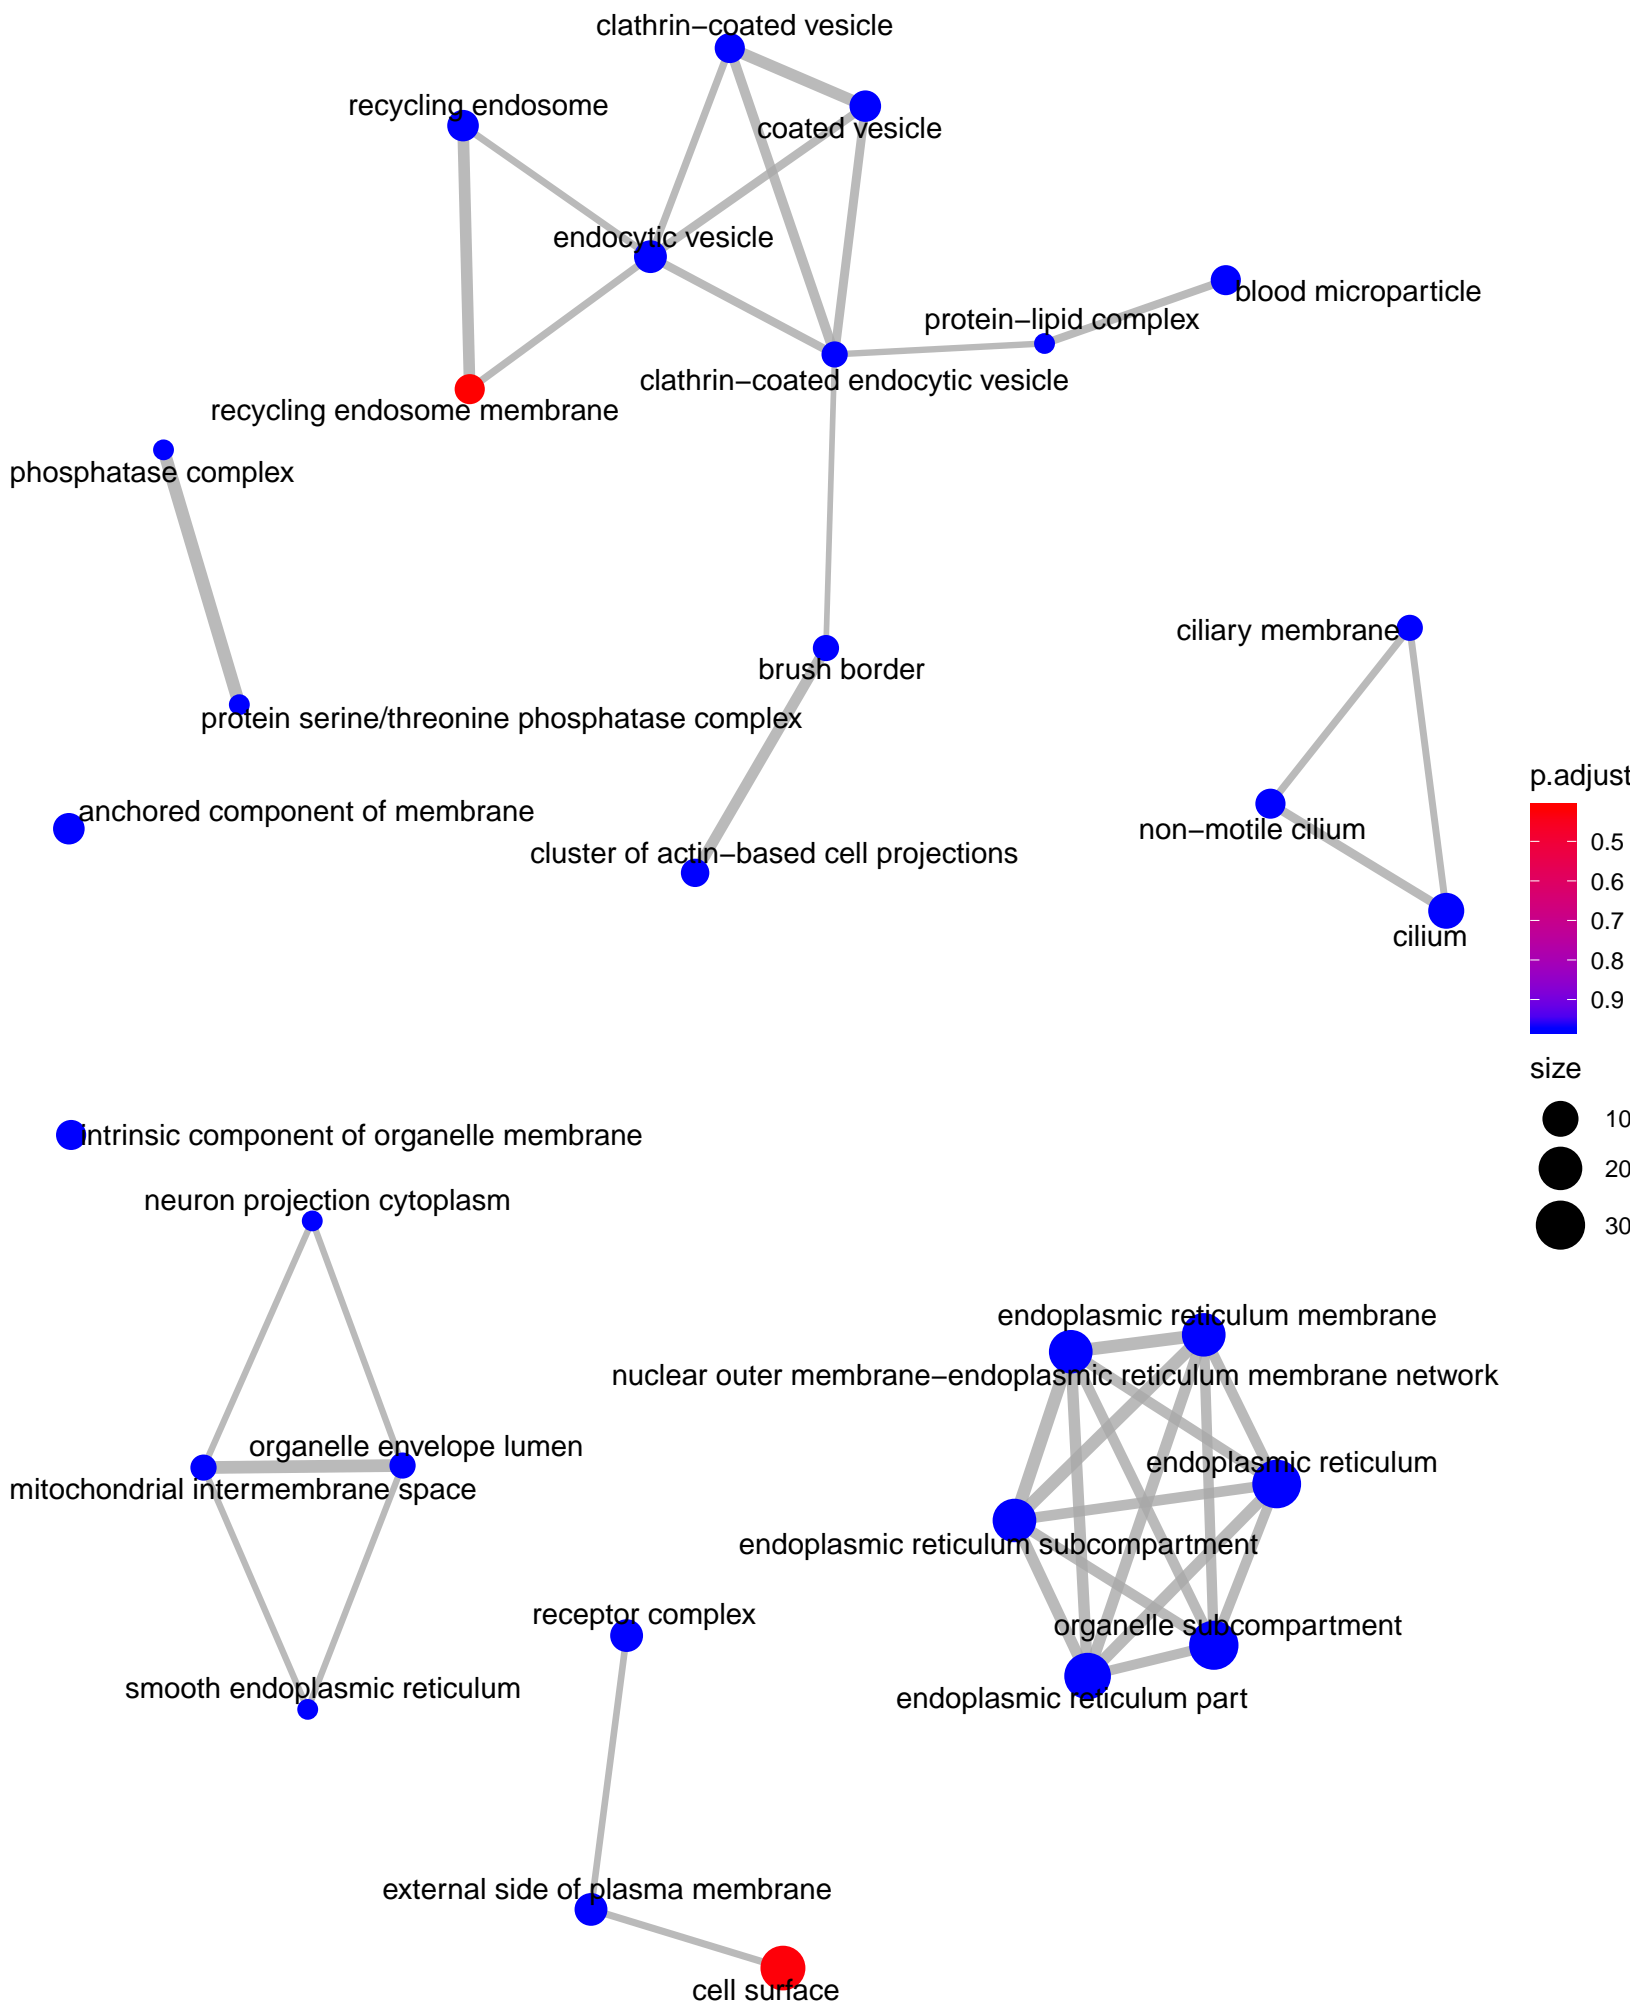 clathrin−coated vesicle
recycling endosome
coated vesicle
endocytic vesicle
blood microparticle
protein−lipid complex
clathrin−coated endocytic vesicle
recycling endosome membrane
phosphatase complex
ciliary membrane
brush border
protein serine/threonine phosphatase complex
p.adjust
anchored component of membrane
non−motile cilium
0.5
cluster of actin−based cell projections
0.6
0.7
cilium
0.8
0.9
size
10
intrinsic component of organelle membrane
20
neuron projection cytoplasm
30
endoplasmic reticulum membrane
nuclear outer membrane−endoplasmic reticulum membrane network
organelle envelope lumen
endoplasmic reticulum
mitochondrial intermembrane space
endoplasmic reticulum subcompartment
receptor complex
organelle subcompartment
smooth endoplasmic reticulum
endoplasmic reticulum part
external side of plasma membrane
cell surface